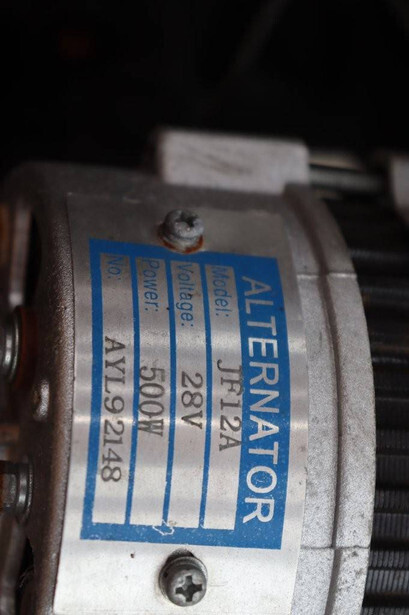 ALTERNATOR
Model: JF12A
Voltage: 28V
Power: 500W
No: AYL92148